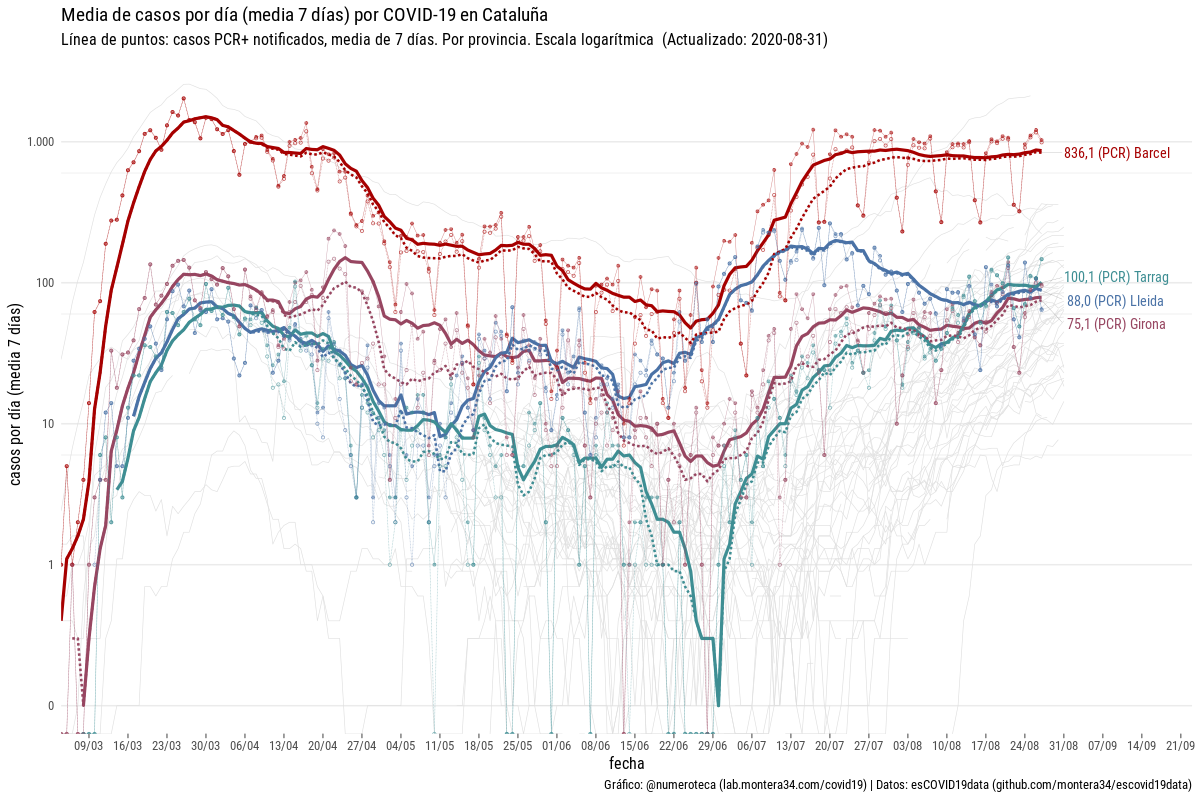 Media de casos por día (media 7 días) por COVID-19 en Cataluña
Línea de puntos: casos PCR+ notificados, media de 7 días. Por provincia. Escala logarítmica (Actualizado: 2020-08-31)
casos por día (media 7 días)
1.000
100
10
1
0
836,1 (PCR) Barcel
100,1 (PCR) Tarrag
88,0 (PCR) Lleida
75,1 (PCR) Girona
09/03 16/03 23/03 30/03 06/04 13/04 20/04 27/04 04/05 11/05 18/05 25/05 01/06 08/06 15/06 22/06 29/06 06/07 13/07 20/07 27/07 03/08 10/08 17/08 24/08 31/08 07/09 14/09 21/09
fecha
Gráfico: @numeroteca (lab.montera34.com/covid19) | Datos: esCOVID19data (github.com/montera34/escovid19data)